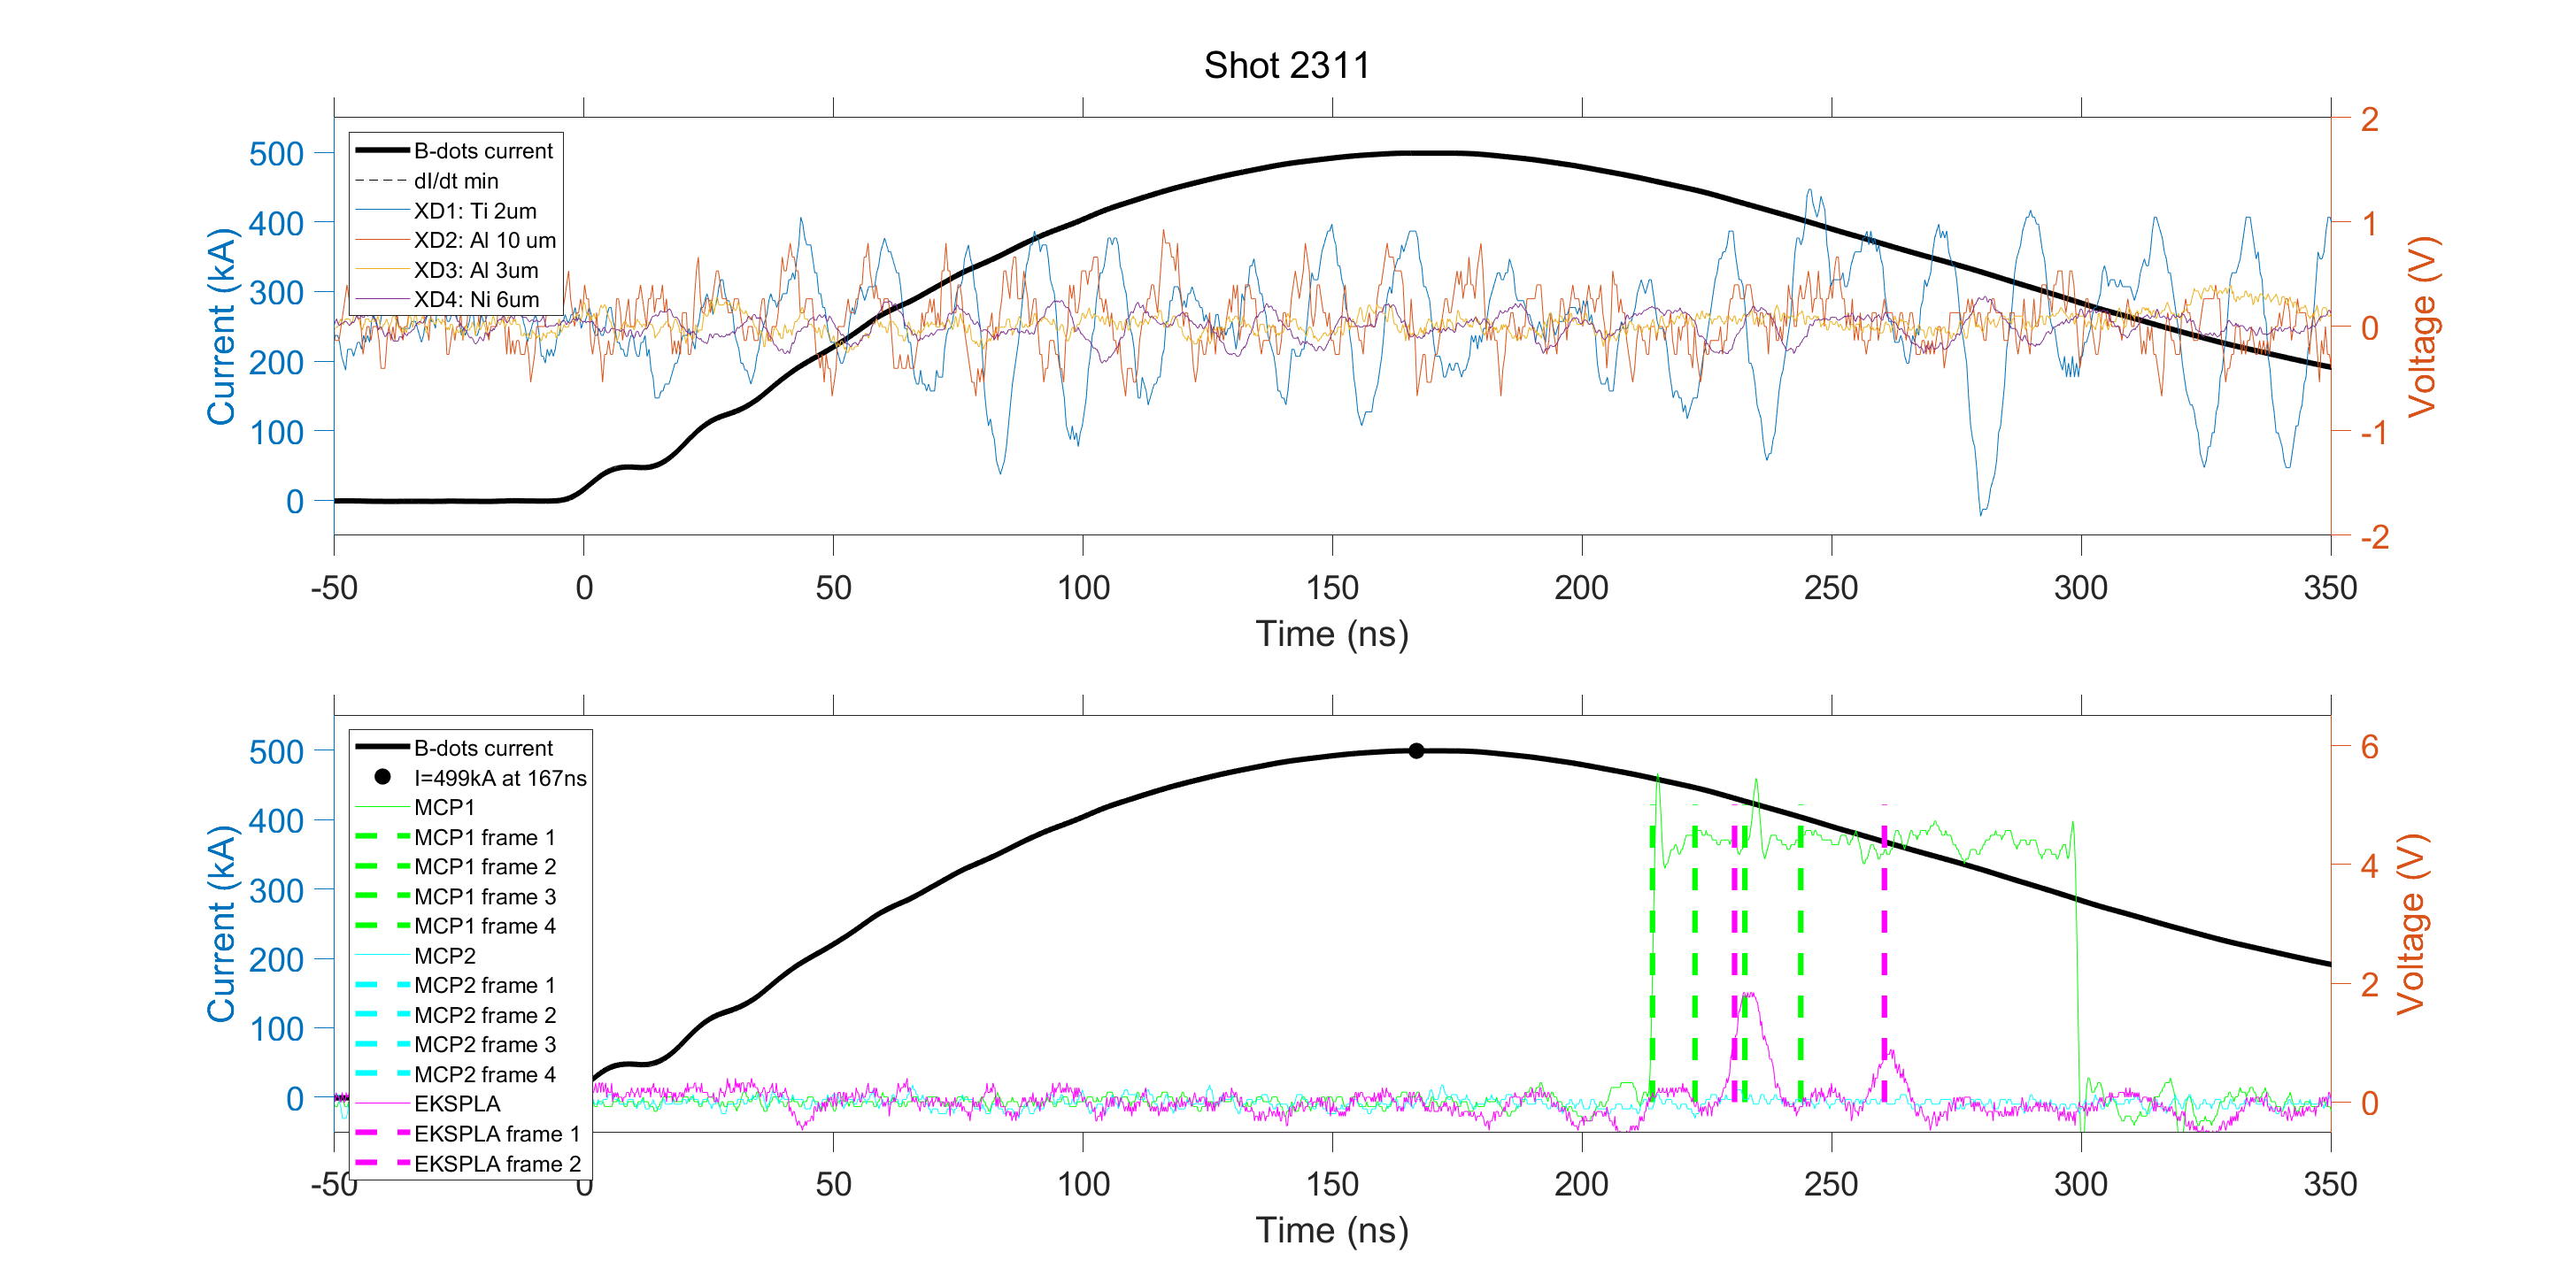 Shot 2311
500
400
300
200
100
0
Current (kA)
B-dots current
dI/dt min
XD1: Ti 2um
XD2: Al 10 um
XD3: Al 3um
XD4: Ni 6um
2
1
0
-1
-2
Voltage (V)
-50 0 50 100 150 200 250 300 350
Time (ns)
500
400
300
200
100
0
Current (kA)
B-dots current
I=499kA at 167ns
MCP1
MCP1 frame 1
MCP1 frame 2
MCP1 frame 3
MCP1 frame 4
MCP2
MCP2 frame 1
MCP2 frame 2
MCP2 frame 3
MCP2 frame 4
EKSPLA
EKSPLA frame 1
EKSPLA frame 2
6
4
2
0
Voltage (V)
-50 0 50 100 150 200 250 300 350
Time (ns)